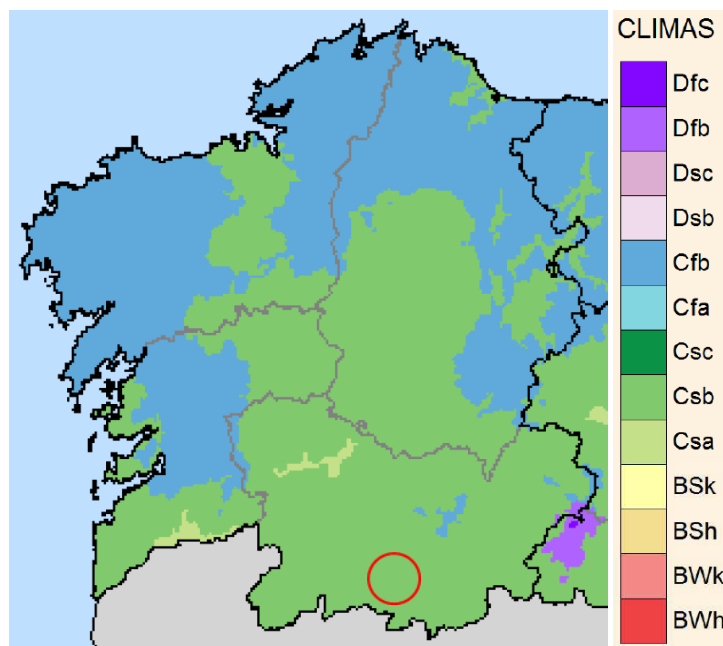 CLIMAS
Dfc
Dfb
Dsc
Dsb
Cfb
Cfa
Csc
Csb
Csa
BSk
BSh
BWk
BWh